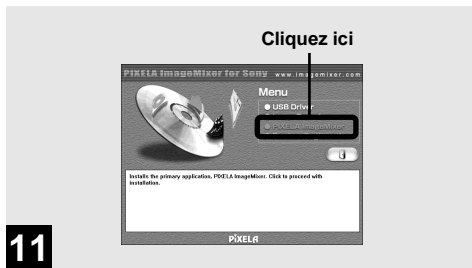 Cliquez ici
PIXELA ImageMixer for Sony www.imagemixer.com
Menu
USB Driver
PIXELA ImageMixer
Installs the primary application, PIXELA ImageMixer. Click to proceed with
installation.
PIXELA
11